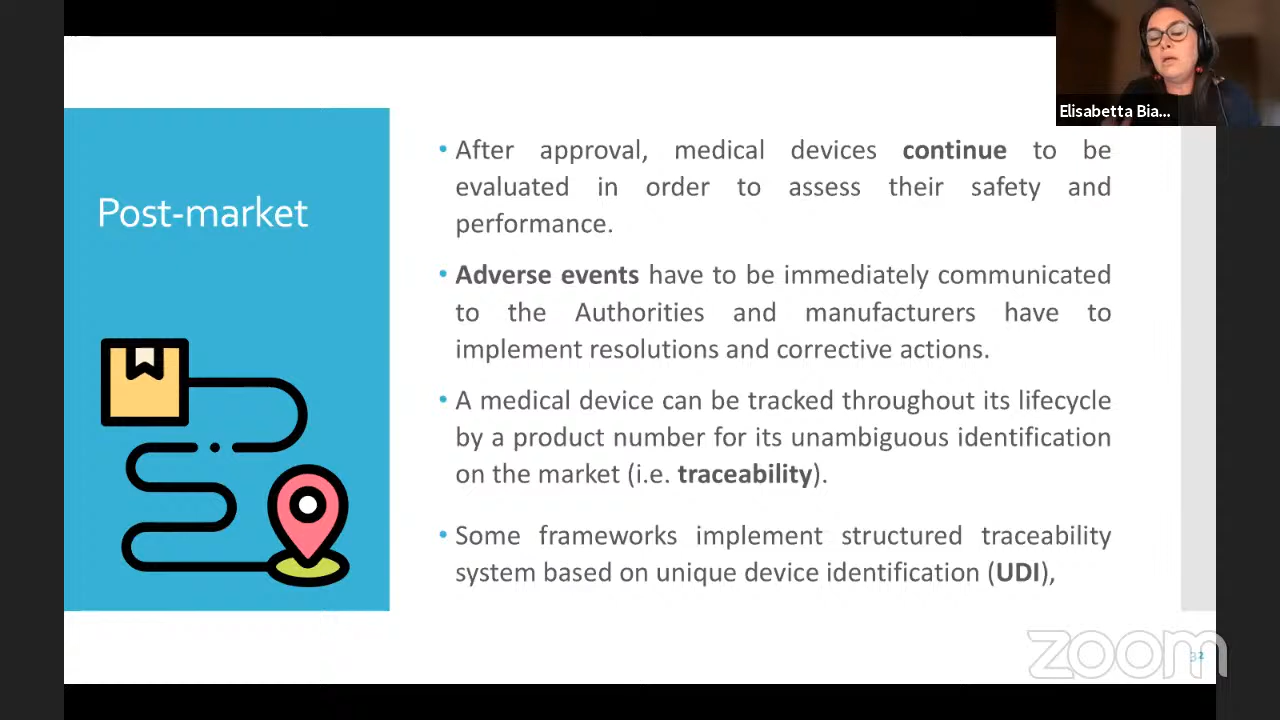 Elisabetta Bia...
Post-market
• After approval, medical devices continue to be
evaluated in order to assess their safety and
performance.
• Adverse events have to be immediately communicated
to the Authorities and manufacturers have to
implement resolutions and corrective actions.
• A medical device can be tracked throughout its lifecycle
by a product number for its unambiguous identification
on the market (i.e. traceability).
• Some frameworks implement structured traceability
system based on unique device identification (UDI),
zoom
32